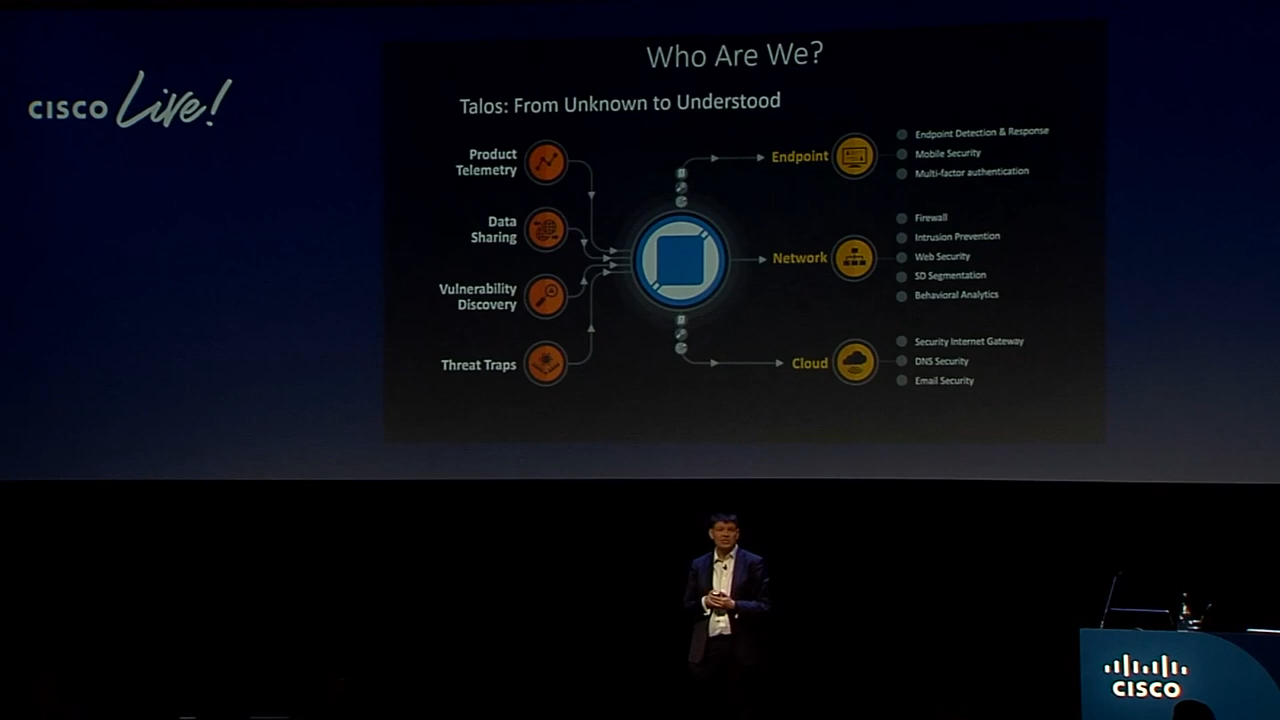 CISCO Live!
Who Are We?
Talos: From Unknown to Understood
Product
Telemetry
Data
Sharing
Vulnerability
Discovery
Threat Traps
Endpoint
Endpoint Detection & Response
Mobile Security
Multi-factor authentication
Network
Firewall
Intrusion Prevention
Web Security
SD Segmentation
Behavioral Analytics
Cloud
Security Internet Gateway
DNS Security
Email Security
CISCO